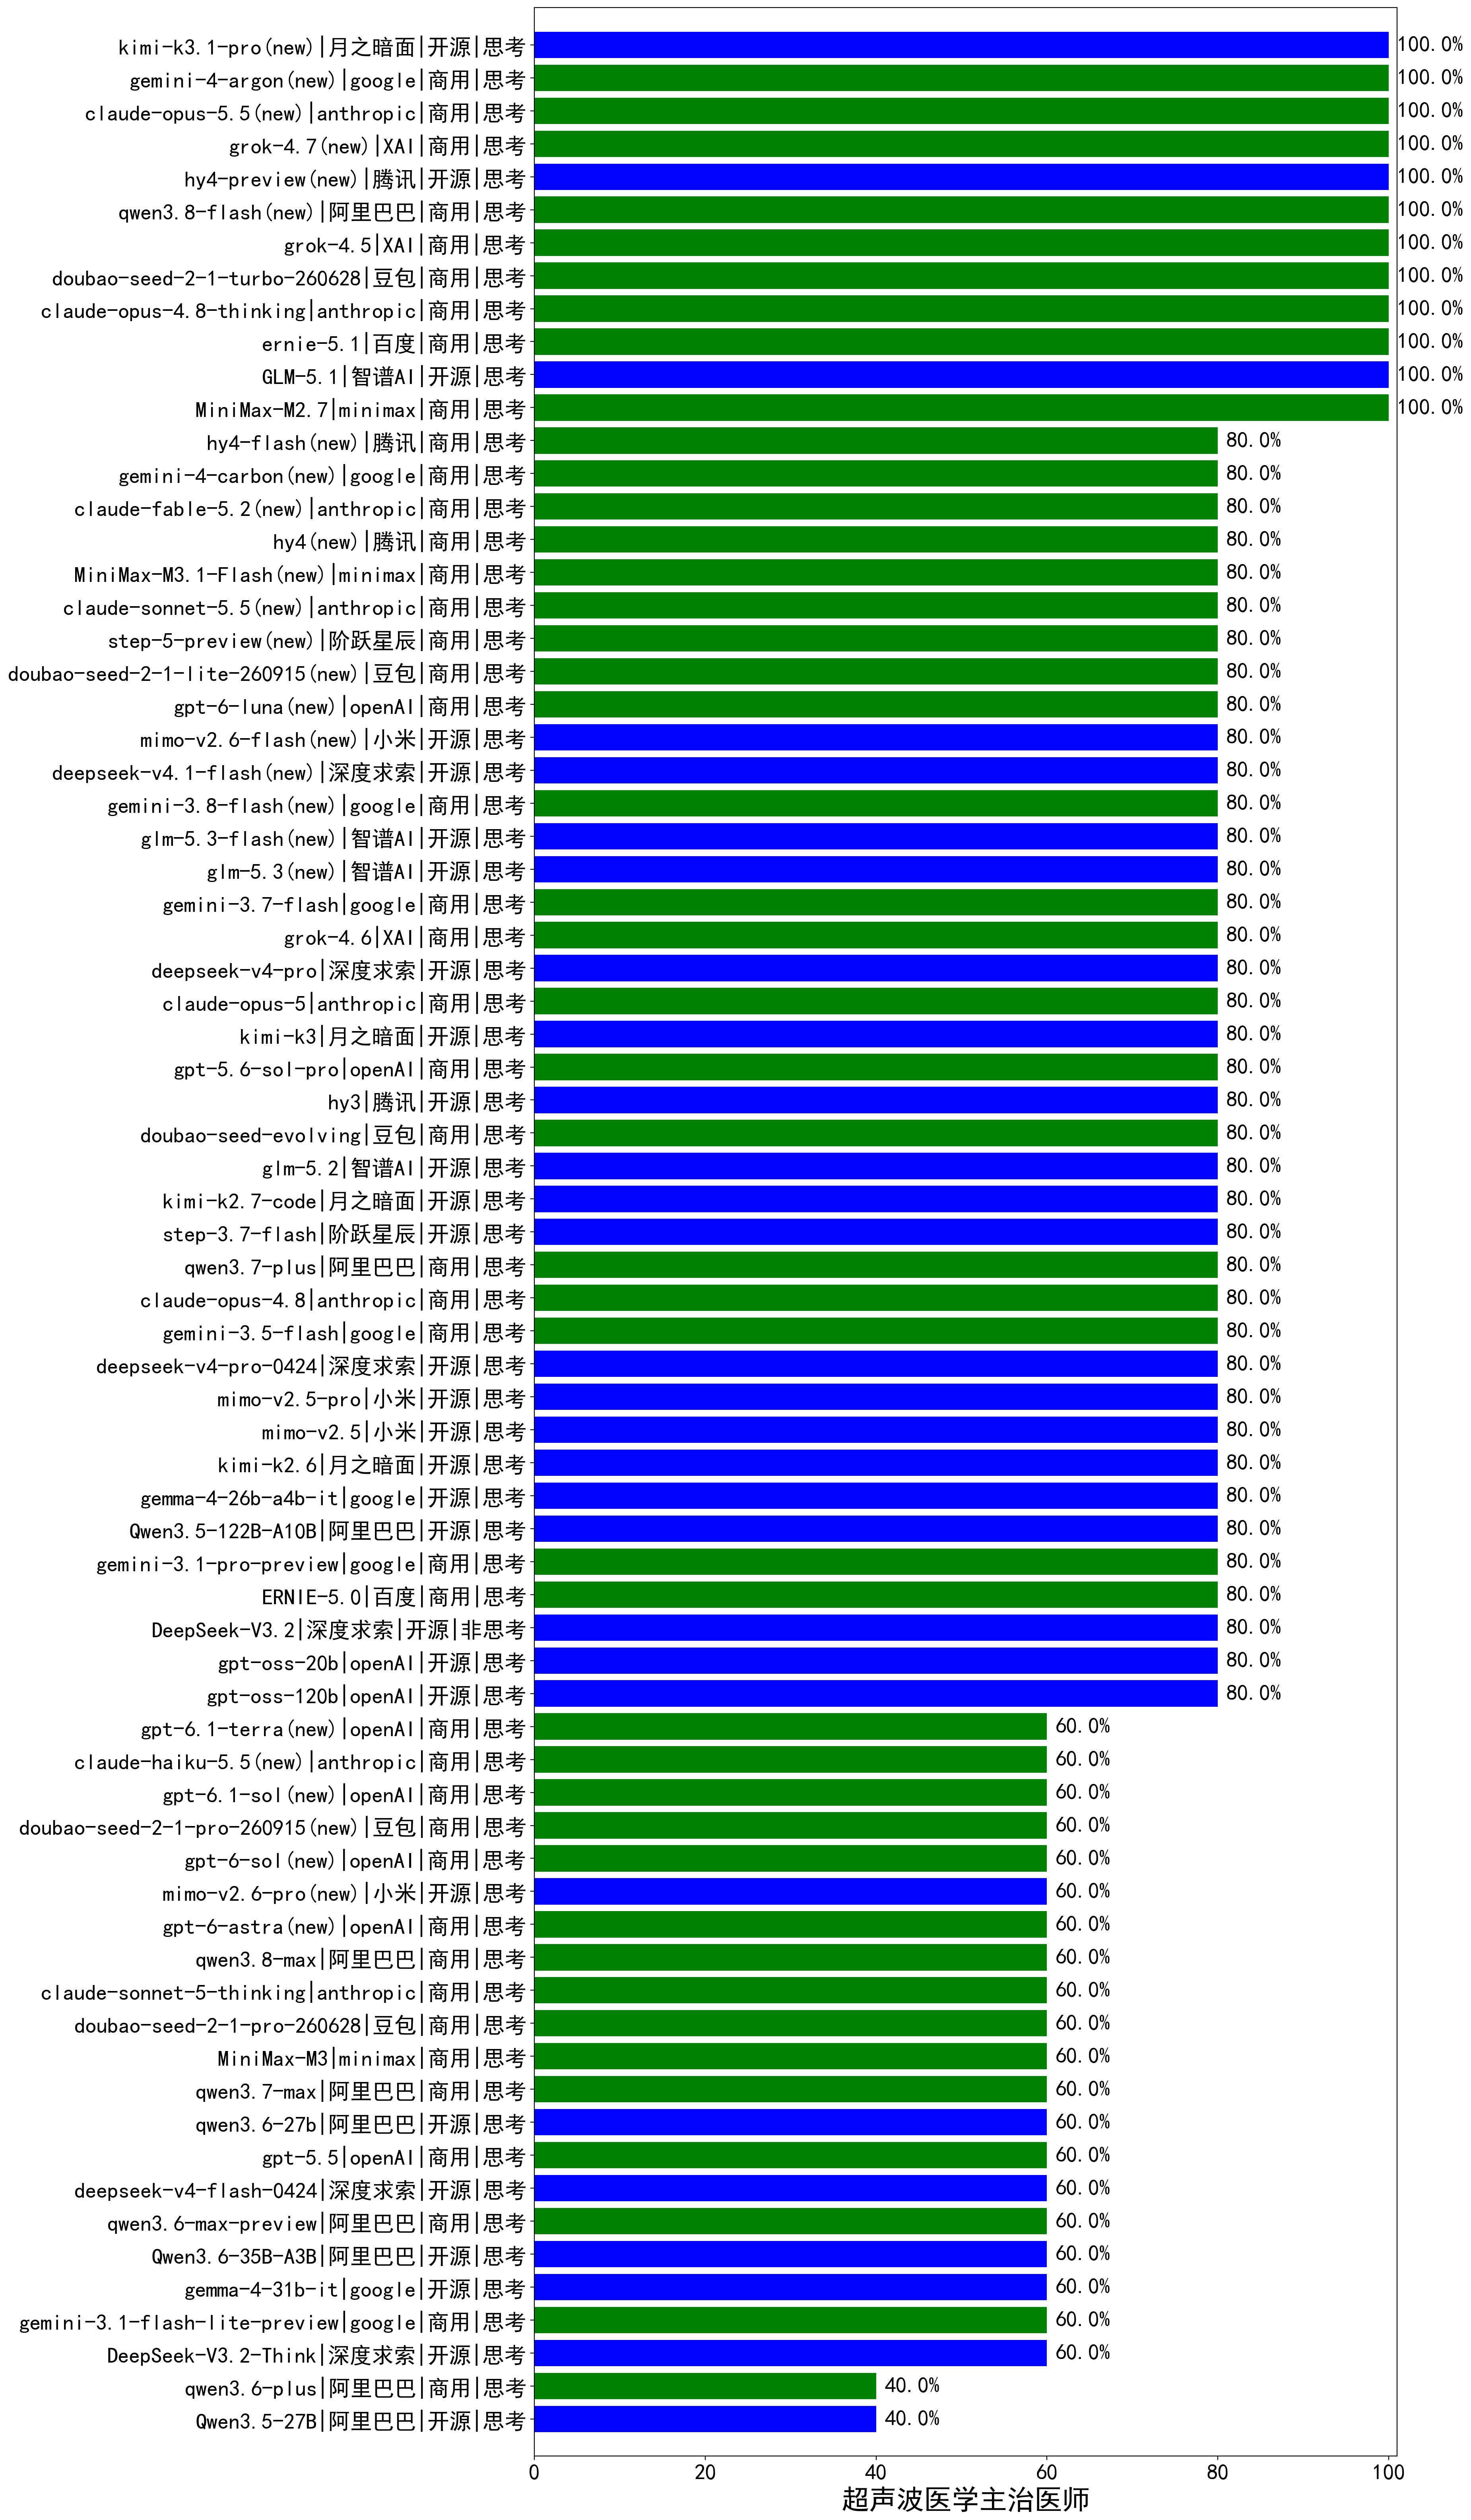 kimi-k3.1-pro(new)|月之暗面|开源|思考 100.0%
gemini-4-argon(new)|google|商用|思考 100.0%
claude-opus-5.5(new)|anthropic|商用|思考 100.0%
grok-4.7(new)|XAI|商用|思考 100.0%
hy4-preview(new)|腾讯|开源|思考 100.0%
qwen3.8-flash(new)|阿里巴巴|商用|思考 100.0%
grok-4.5|XAI|商用|思考 100.0%
doubao-seed-2-1-turbo-260628|豆包|商用|思考 100.0%
claude-opus-4.8-thinking|anthropic|商用|思考 100.0%
ernie-5.1|百度|商用|思考 100.0%
GLM-5.1|智谱AI|开源|思考 100.0%
MiniMax-M2.7|minimax|商用|思考 100.0%
hy4-flash(new)|腾讯|商用|思考 80.0%
gemini-4-carbon(new)|google|商用|思考 80.0%
claude-fable-5.2(new)|anthropic|商用|思考 80.0%
hy4(new)|腾讯|商用|思考 80.0%
MiniMax-M3.1-Flash(new)|minimax|商用|思考 80.0%
claude-sonnet-5.5(new)|anthropic|商用|思考 80.0%
step-5-preview(new)|阶跃星辰|商用|思考 80.0%
doubao-seed-2-1-lite-260915(new)|豆包|商用|思考 80.0%
gpt-6-luna(new)|openAI|商用|思考 80.0%
mimo-v2.6-flash(new)|小米|开源|思考 80.0%
deepseek-v4.1-flash(new)|深度求索|开源|思考 80.0%
gemini-3.8-flash(new)|google|商用|思考 80.0%
glm-5.3-flash(new)|智谱AI|开源|思考 80.0%
glm-5.3(new)|智谱AI|开源|思考 80.0%
gemini-3.7-flash|google|商用|思考 80.0%
grok-4.6|XAI|商用|思考 80.0%
deepseek-v4-pro|深度求索|开源|思考 80.0%
claude-opus-5|anthropic|商用|思考 80.0%
kimi-k3|月之暗面|开源|思考 80.0%
gpt-5.6-sol-pro|openAI|商用|思考 80.0%
hy3|腾讯|开源|思考 80.0%
doubao-seed-evolving|豆包|商用|思考 80.0%
glm-5.2|智谱AI|开源|思考 80.0%
kimi-k2.7-code|月之暗面|开源|思考 80.0%
step-3.7-flash|阶跃星辰|开源|思考 80.0%
qwen3.7-plus|阿里巴巴|商用|思考 80.0%
claude-opus-4.8|anthropic|商用|思考 80.0%
gemini-3.5-flash|google|商用|思考 80.0%
deepseek-v4-pro-0424|深度求索|开源|思考 80.0%
mimo-v2.5-pro|小米|开源|思考 80.0%
mimo-v2.5|小米|开源|思考 80.0%
kimi-k2.6|月之暗面|开源|思考 80.0%
gemma-4-26b-a4b-it|google|开源|思考 80.0%
Qwen3.5-122B-A10B|阿里巴巴|开源|思考 80.0%
gemini-3.1-pro-preview|google|商用|思考 80.0%
ERNIE-5.0|百度|商用|思考 80.0%
DeepSeek-V3.2|深度求索|开源|非思考 80.0%
gpt-oss-20b|openAI|开源|思考 80.0%
gpt-oss-120b|openAI|开源|思考 80.0%
gpt-6.1-terra(new)|openAI|商用|思考 60.0%
claude-haiku-5.5(new)|anthropic|商用|思考 60.0%
gpt-6.1-sol(new)|openAI|商用|思考 60.0%
doubao-seed-2-1-pro-260915(new)|豆包|商用|思考 60.0%
gpt-6-sol(new)|openAI|商用|思考 60.0%
mimo-v2.6-pro(new)|小米|开源|思考 60.0%
gpt-6-astra(new)|openAI|商用|思考 60.0%
qwen3.8-max|阿里巴巴|商用|思考 60.0%
claude-sonnet-5-thinking|anthropic|商用|思考 60.0%
doubao-seed-2-1-pro-260628|豆包|商用|思考 60.0%
MiniMax-M3|minimax|商用|思考 60.0%
qwen3.7-max|阿里巴巴|商用|思考 60.0%
qwen3.6-27b|阿里巴巴|开源|思考 60.0%
gpt-5.5|openAI|商用|思考 60.0%
deepseek-v4-flash-0424|深度求索|开源|思考 60.0%
qwen3.6-max-preview|阿里巴巴|商用|思考 60.0%
Qwen3.6-35B-A3B|阿里巴巴|开源|思考 60.0%
gemma-4-31b-it|google|开源|思考 60.0%
gemini-3.1-flash-lite-preview|google|商用|思考 60.0%
DeepSeek-V3.2-Think|深度求索|开源|思考 60.0%
qwen3.6-plus|阿里巴巴|商用|思考 40.0%
Qwen3.5-27B|阿里巴巴|开源|思考 40.0%
0 20 40 60 80 100
超声波医学主治医师